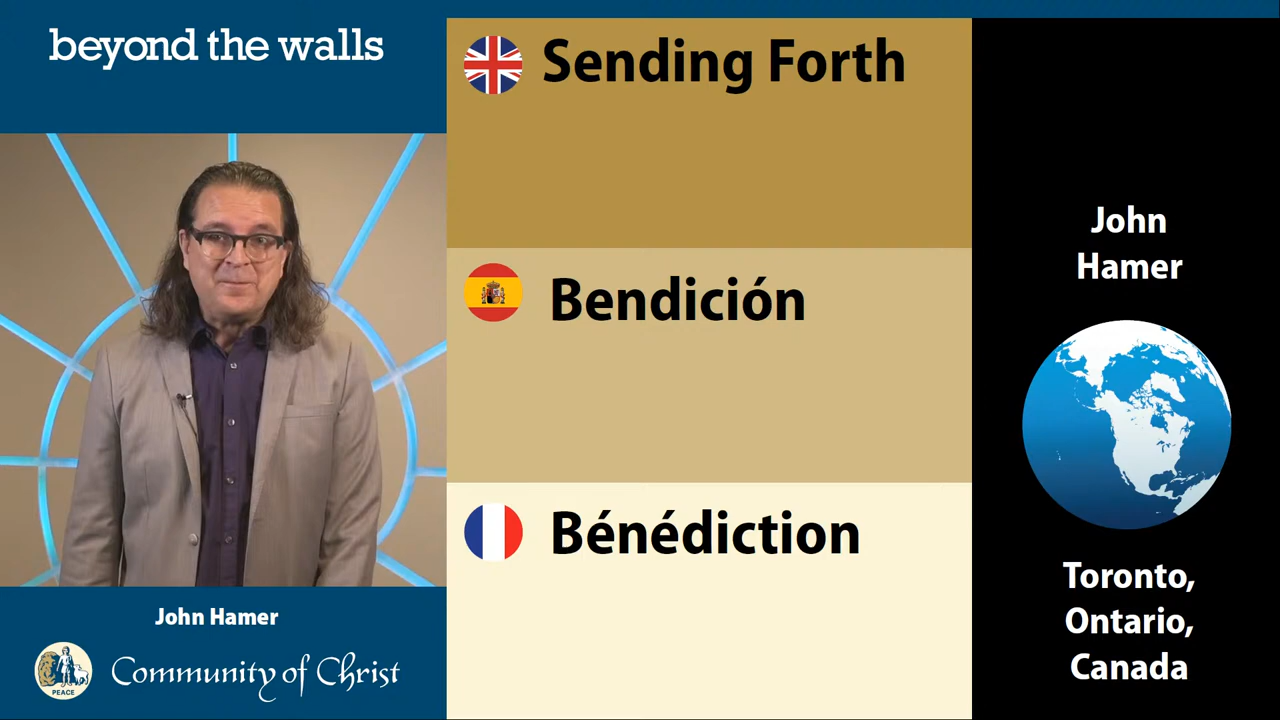 beyond the walls
John Hamer
PEACE
Community of Christ
Sending Forth
Bendición
Bénédiction
John
Hamer
Toronto,
Ontario,
Canada